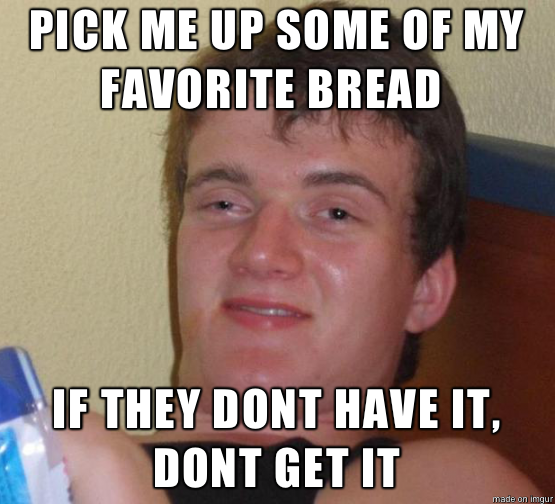 PICK ME UP SOME OF MY
FAVORITE BREAD
IF THEY DONT HAVE IT,
DONT GET IT
made on imgur